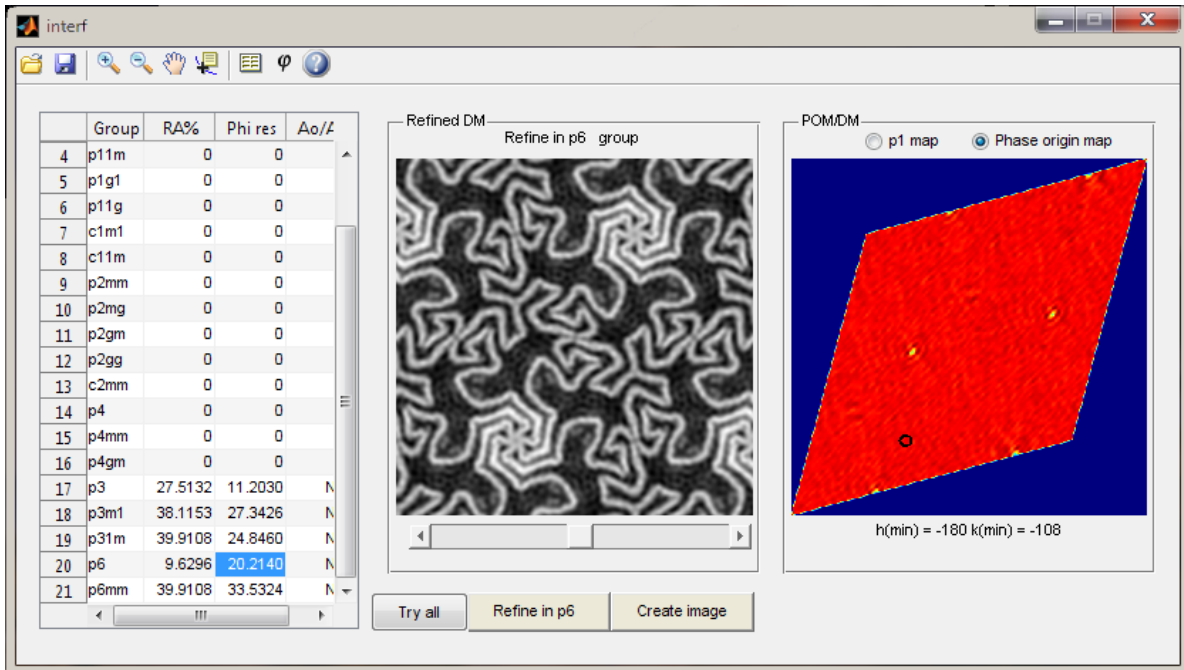 interf
φ
Group RA% Phi res Ao/A
4 p11m 0 0
5 p1g1 0 0
6 p11g 0 0
7 c1m1 0 0
8 c11m 0 0
9 p2mm 0 0
10 p2mg 0 0
11 p2gm 0 0
12 p2gg 0 0
13 c2mm 0 0
14 p4 0 0
15 p4mm 0 0
16 p4gm 0 0
17 p3 27.5132 11.2030 N
18 p3m1 38.1153 27.3426 N
19 p31m 39.9108 24.8460 N
20 p6 9.6296 20.2140 N
21 p6mm 39.9108 33.5324 N
Refined DM
Refine in p6 group
POM/DM
p1 map Phase origin map
h(min) = -180 k(min) = -108
Try all Refine in p6 Create image